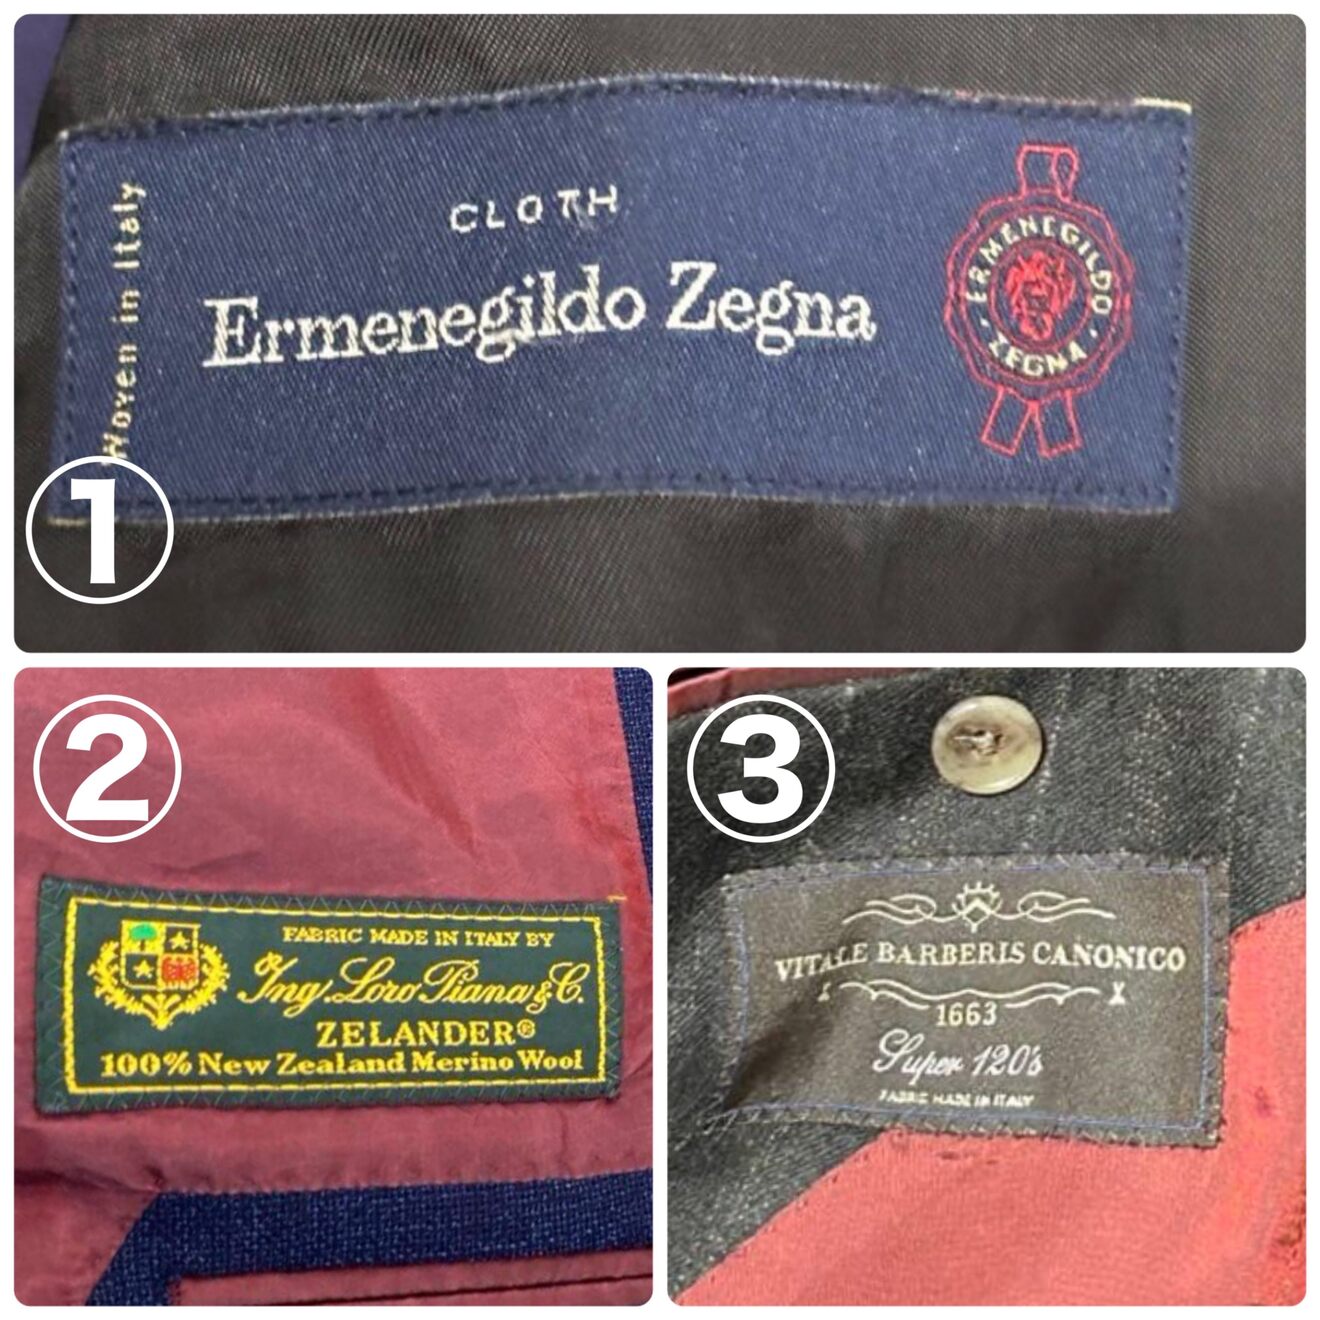 Woven in Italy
CLOTH
Ermenegildo Zegna
ERMENEGILDO
· ZEGNA ·
①
②
FABRIC MADE IN ITALY BY
Ing. Loro Piana & C.
ZELANDER®
100% New Zealand Merino Wool
③
VITALE BARBERIS CANONICO
1663
Super 120's
FABRIC MADE IN ITALY